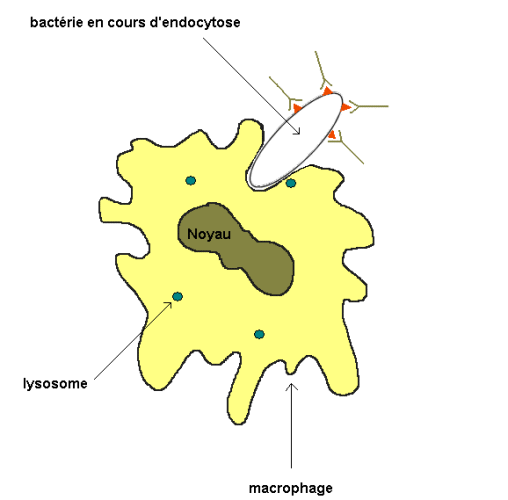 bactérie en cours d'endocytose
Noyau
lysosome
macrophage